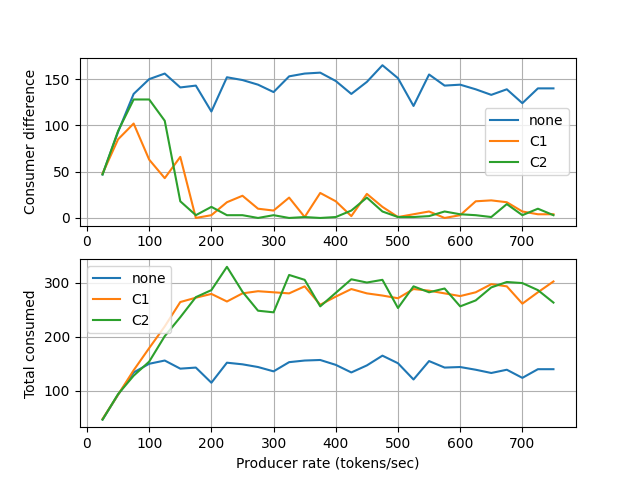 Consumer difference
150
100
50
0
none
C1
C2
0 100 200 300 400 500 600 700
Total consumed
300
200
100
none
C1
C2
0 100 200 300 400 500 600 700
Producer rate (tokens/sec)